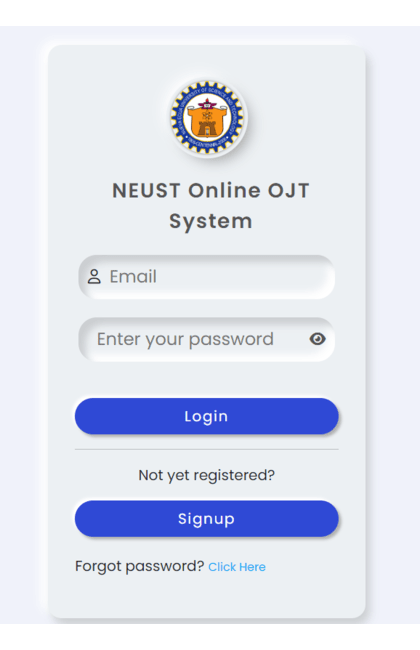 NEUST Online OJT
System
Email
Enter your password
Login
Not yet registered?
Signup
Forgot password? Click Here